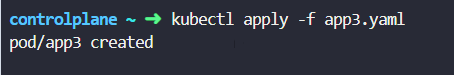 controlplane ~ ➜ kubectl apply -f app3.yaml
pod/app3 created